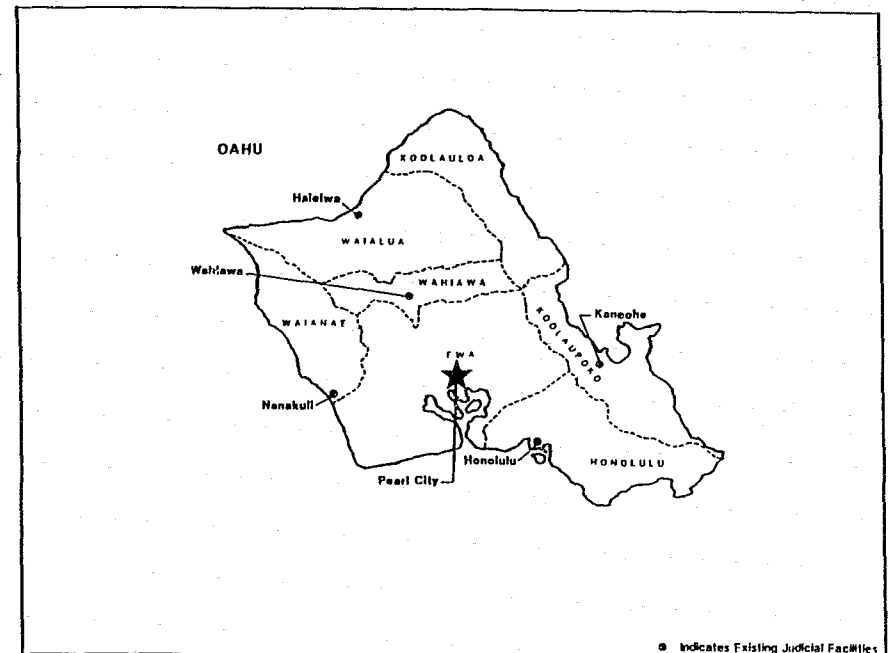 OAHU
KOOLAULOA
Haleiwa
WAIALUA
Wahiawa
WAHIAWA
KOOLAUPOKO
Kaneohe
WAIANAE
EWA
Nanakuli
Honolulu
HONOLULU
Pearl City
Indicates Existing Judicial Facilities